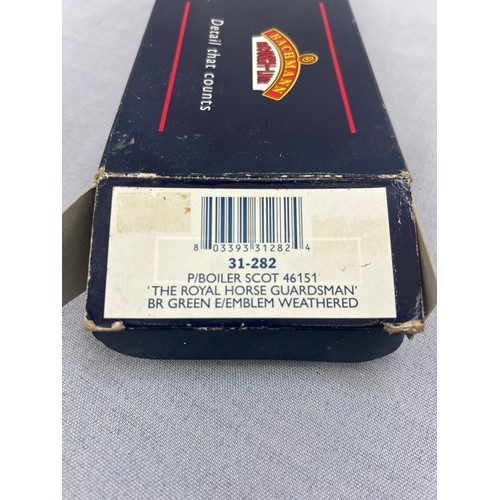 BACHMANN
Detail that counts
8 03393 31282 4
31-282
P/BOILER SCOT 46151
'THE ROYAL HORSE GUARDSMAN'
BR GREEN E/EMBLEM WEATHERED